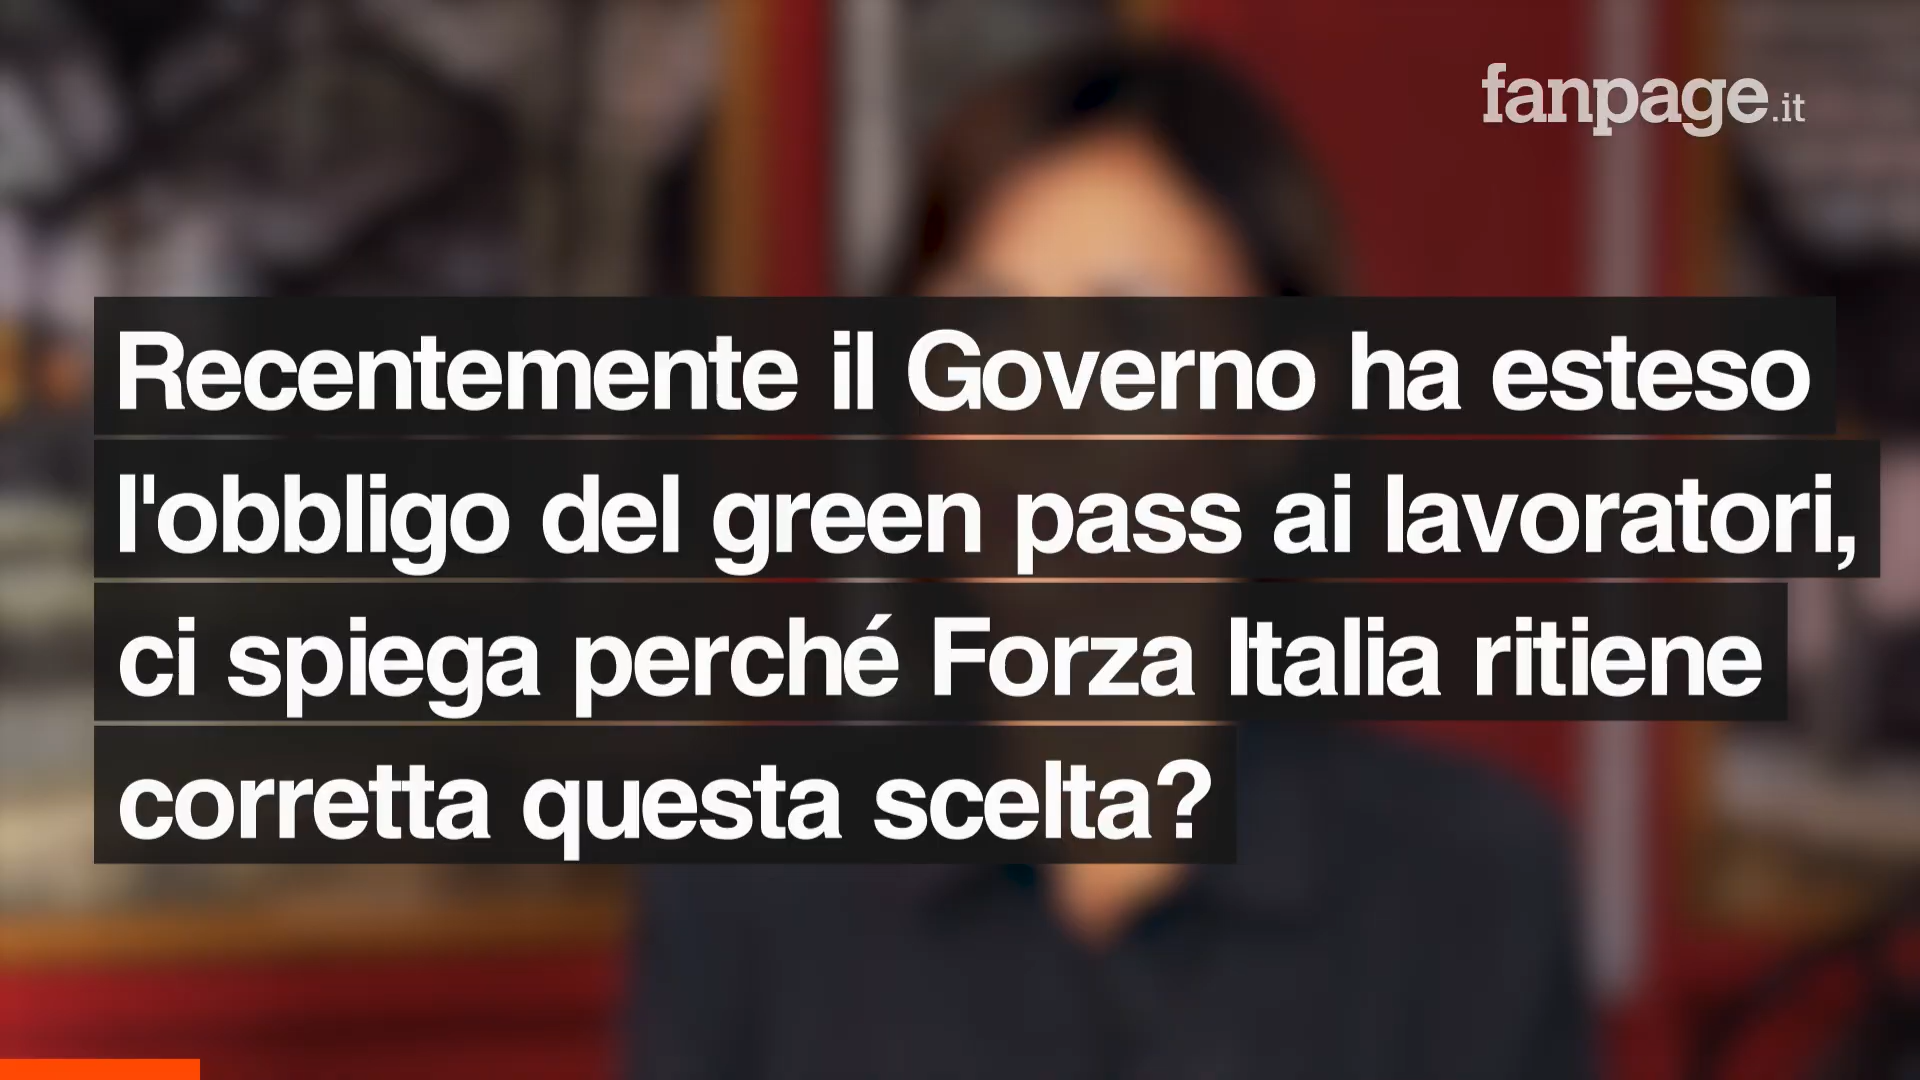 fanpage.it
Recentemente il Governo ha esteso
l'obbligo del green pass ai lavoratori,
ci spiega perché Forza Italia ritiene
corretta questa scelta?